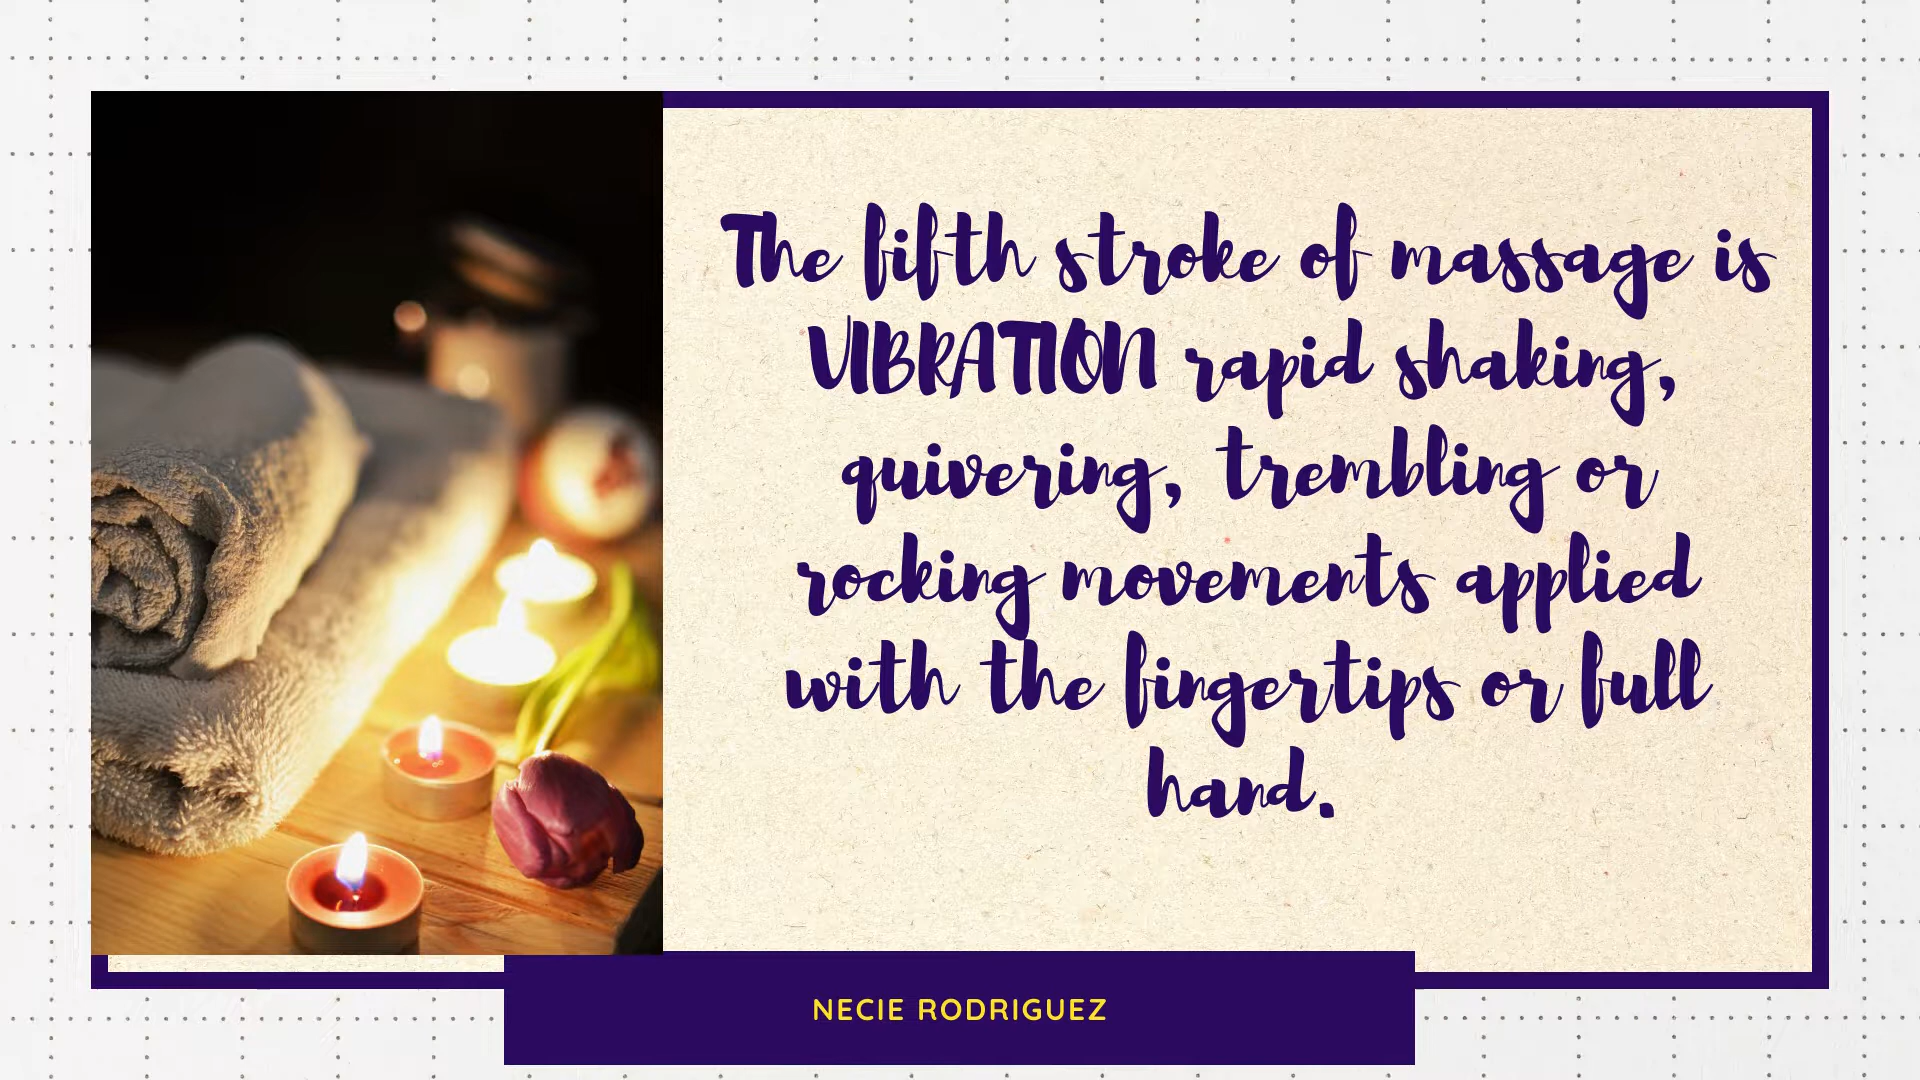 The fifth stroke of massage is
VIBRATION rapid shaking,
quivering, trembling or
rocking movements applied
with the fingertips or full
hand.
NECIE RODRIGUEZ